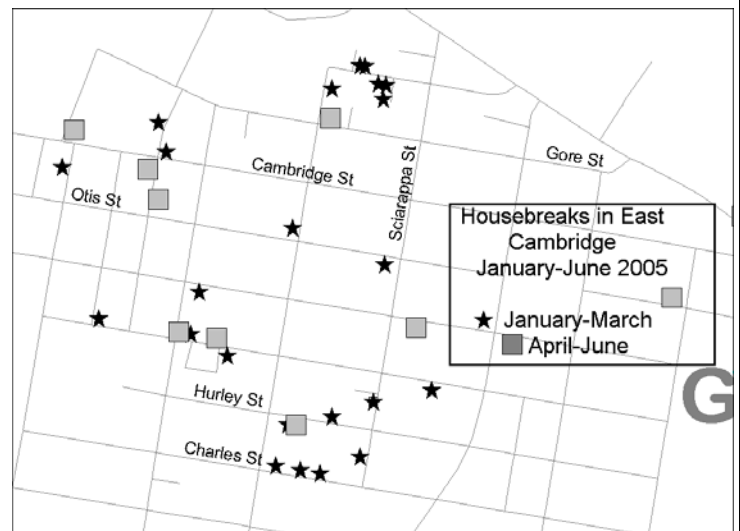 Gore St
Cambridge St
Sciarappa St
Otis St
Housebreaks in East
Cambridge
January-June 2005
January-March
April-June
G
Hurley St
Charles St